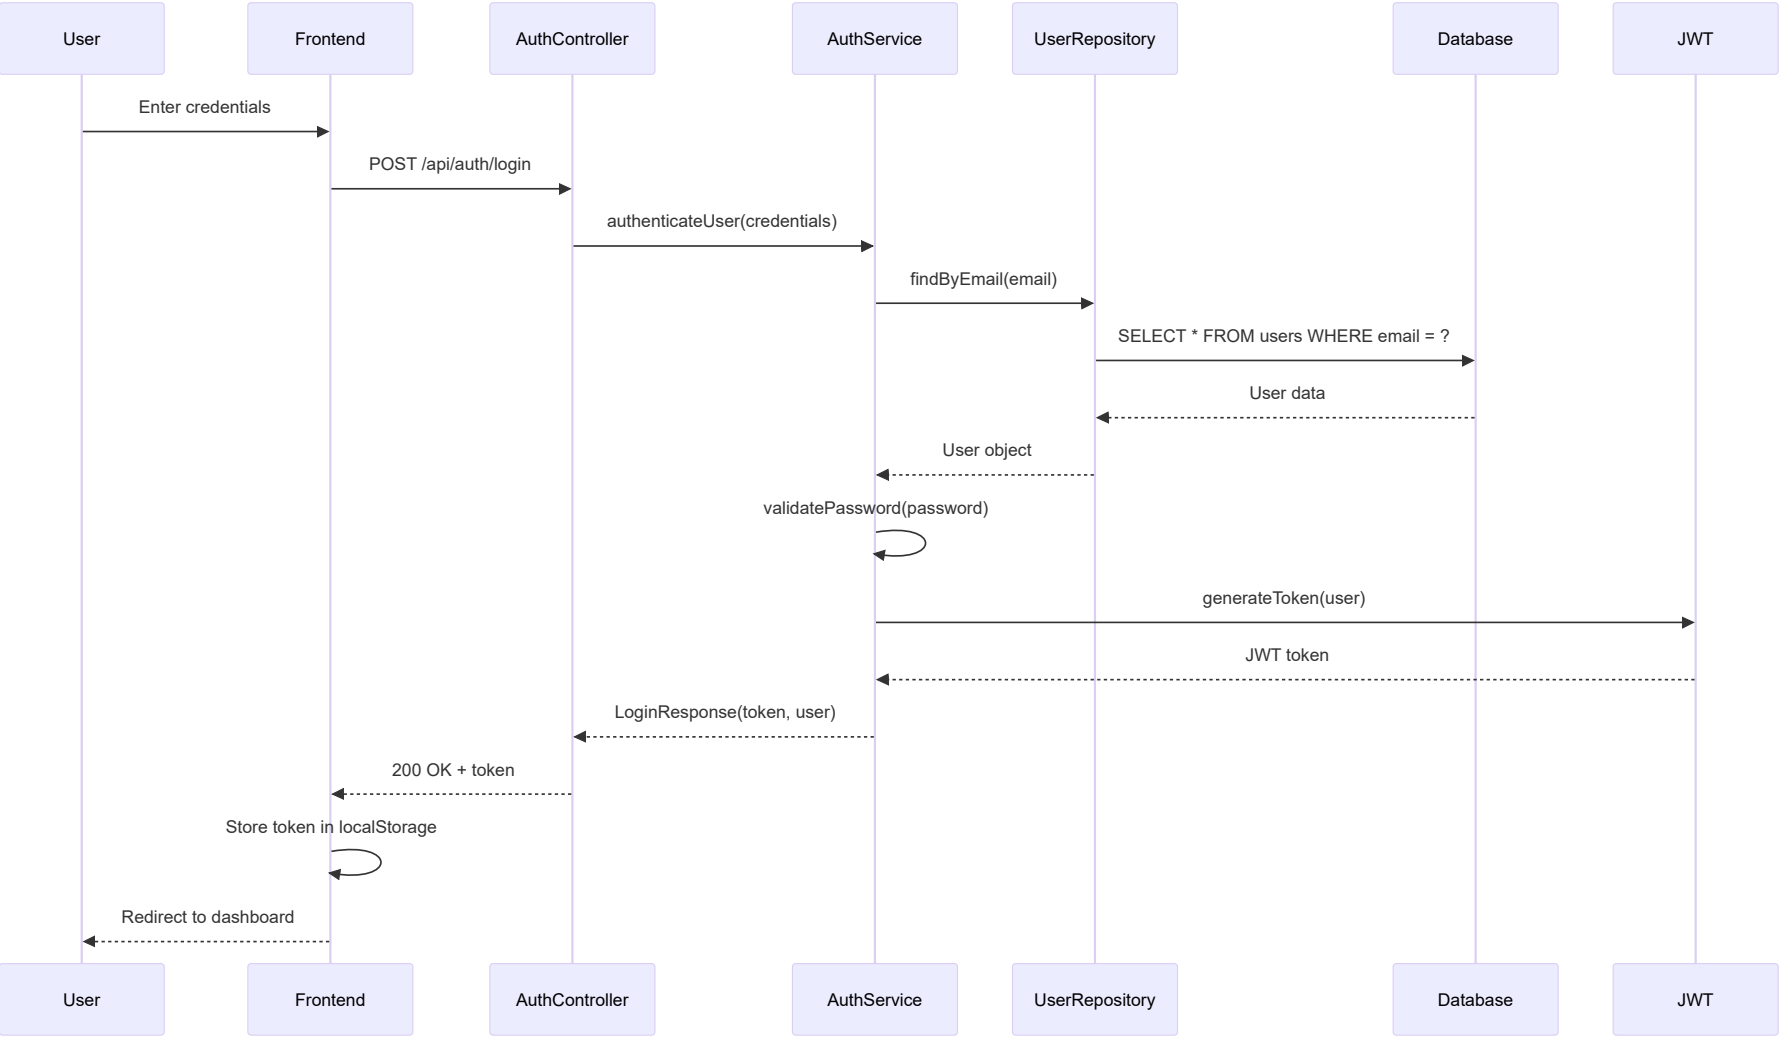 User
Frontend
AuthController
AuthService
UserRepository
Database
JWT
Enter credentials
POST /api/auth/login
authenticateUser(credentials)
findByEmail(email)
SELECT * FROM users WHERE email = ?
User data
User object
validatePassword(password)
generateToken(user)
JWT token
LoginResponse(token, user)
200 OK + token
Store token in localStorage
Redirect to dashboard
User
Frontend
AuthController
AuthService
UserRepository
Database
JWT